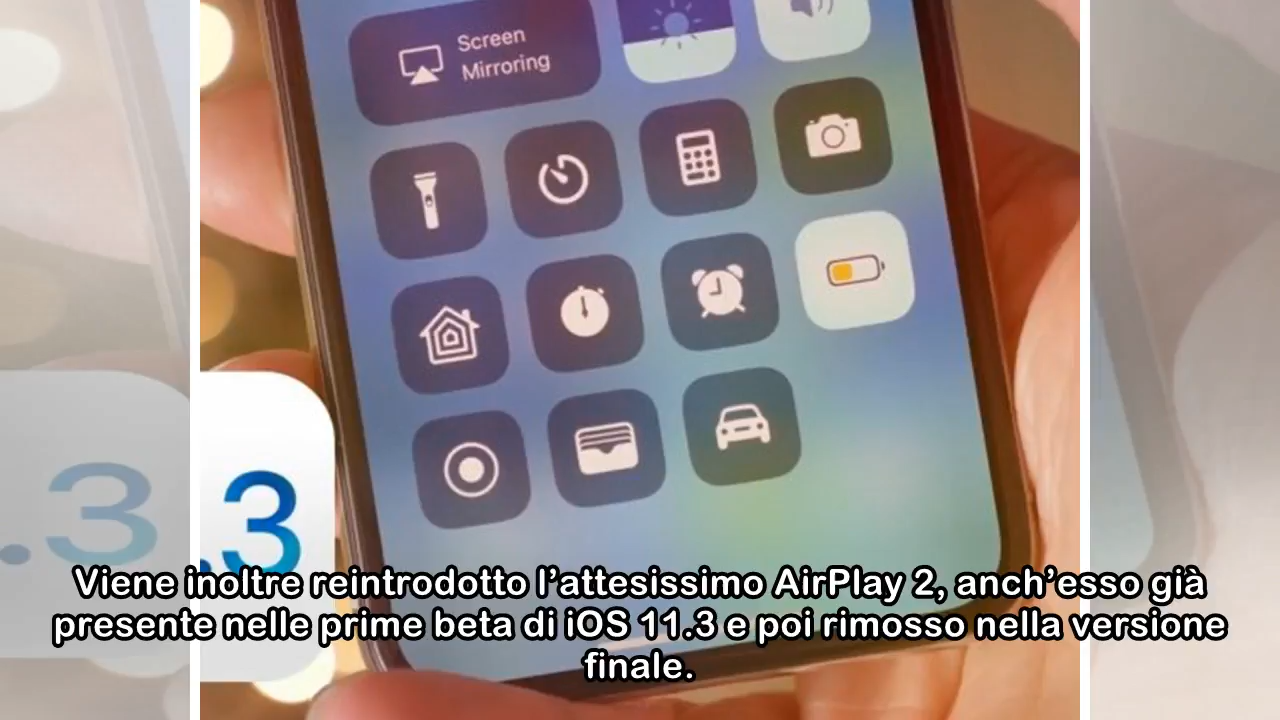 Screen
Mirroring
.3
.3
Viene inoltre reintrodotto l’attesissimo AirPlay 2, anch’esso già
presente nelle prime beta di iOS 11.3 e poi rimosso nella versione
finale.